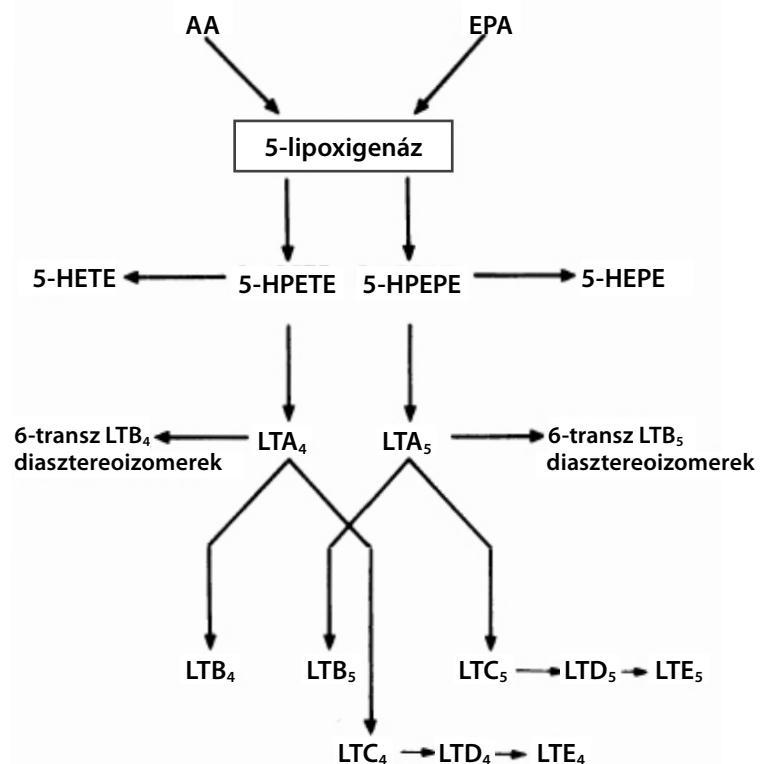 AA EPA
5-lipoxigenáz
5-HETE 5-HPETE 5-HPEPE 5-HEPE
6-transz LTB₄ LTA₄ LTA₅ 6-transz LTB₅
diasztereoizomerek diasztereoizomerek
LTB₄ LTB₅ LTC₅ LTD₅ LTE₅
LTC₄ LTD₄ LTE₄